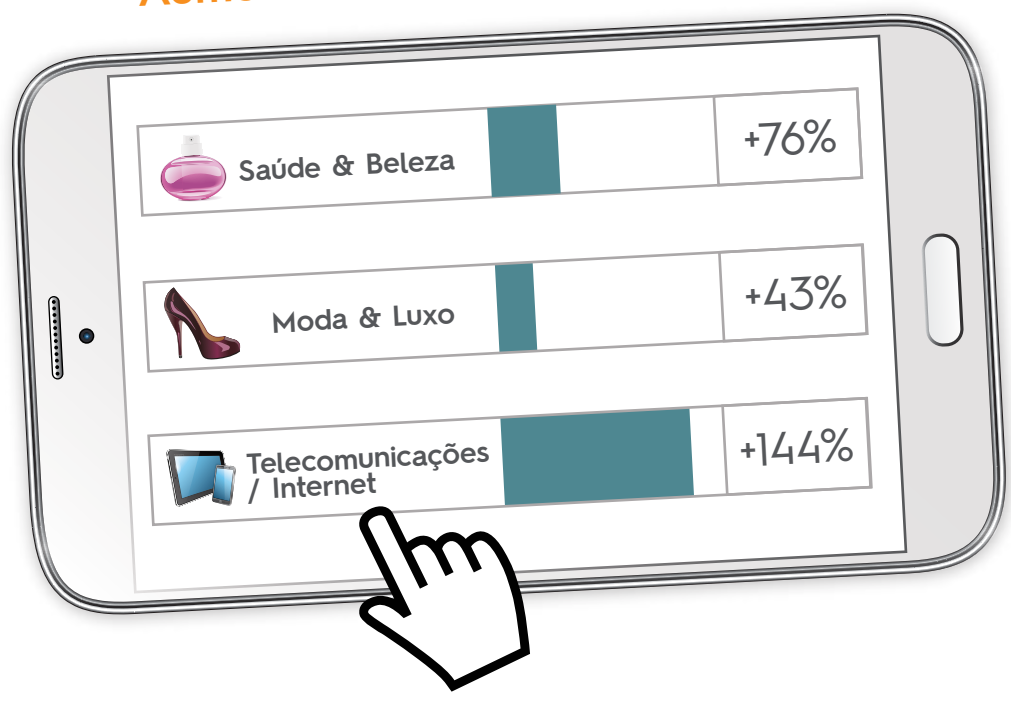 Saúde & Beleza
+76%
Moda & Luxo
+43%
Telecomunicações
/ Internet
+144%